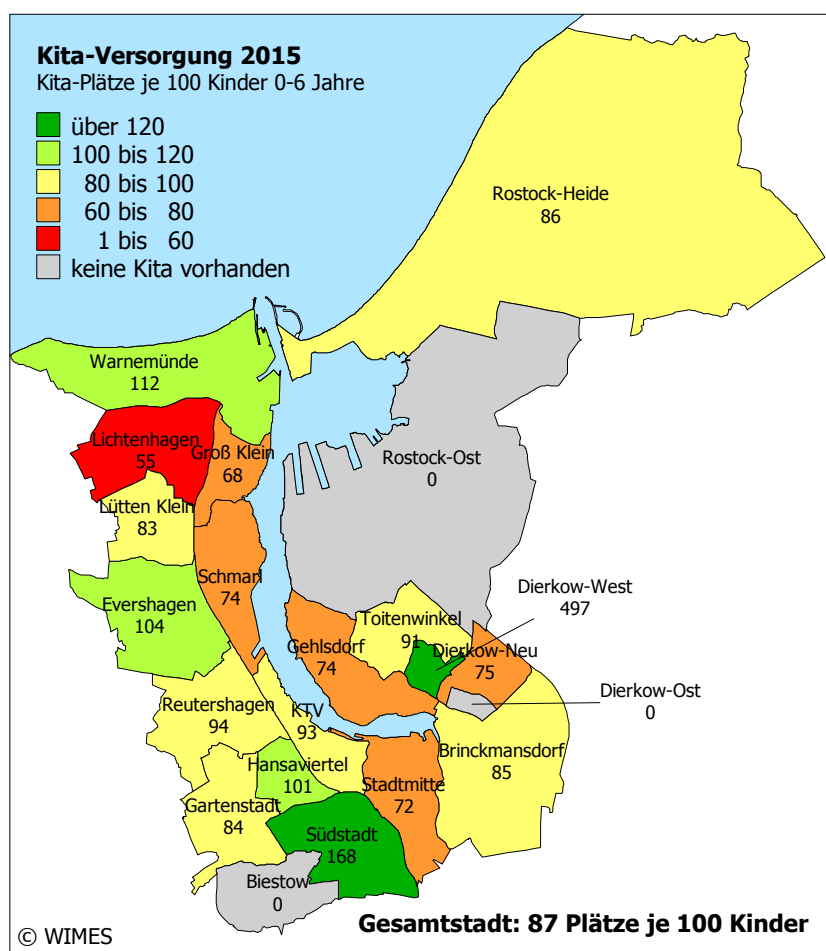 Kita-Versorgung 2015
Kita-Plätze je 100 Kinder 0-6 Jahre
über 120
100 bis 120
80 bis 100
60 bis 80
1 bis 60
keine Kita vorhanden
Rostock-Heide
86
Warnemünde
112
Lichtenhagen
55
Groß Klein
68
Rostock-Ost
0
Lütten Klein
83
Schmarl
74
Evershagen
104
Dierkow-West
497
Toitenwinkel
91
Gehlsdorf
74
Dierkow-Neu
75
Dierkow-Ost
0
Reutershagen
94
KTV
93
Brinckmansdorf
85
Hansaviertel
101
Stadtmitte
72
Gartenstadt
84
Südstadt
168
Biestow
0
Gesamtstadt: 87 Plätze je 100 Kinder
© WIMES